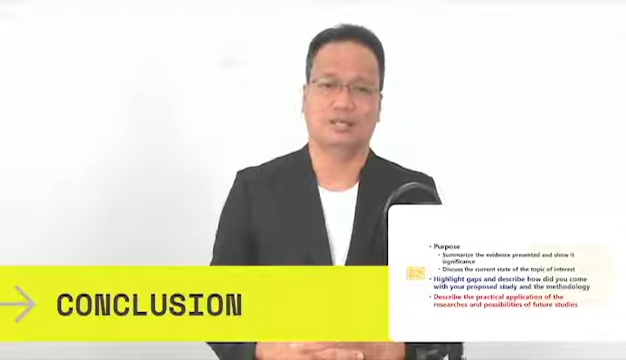 • Purpose
• Summarize the evidence presented and show it
significance
• Discuss the current state of the topic of interest
• Highlight gaps and describe how did you come
with your proposed study and the methodology
• Describe the practical application of the
researches and possibilities of future studies
CONCLUSION